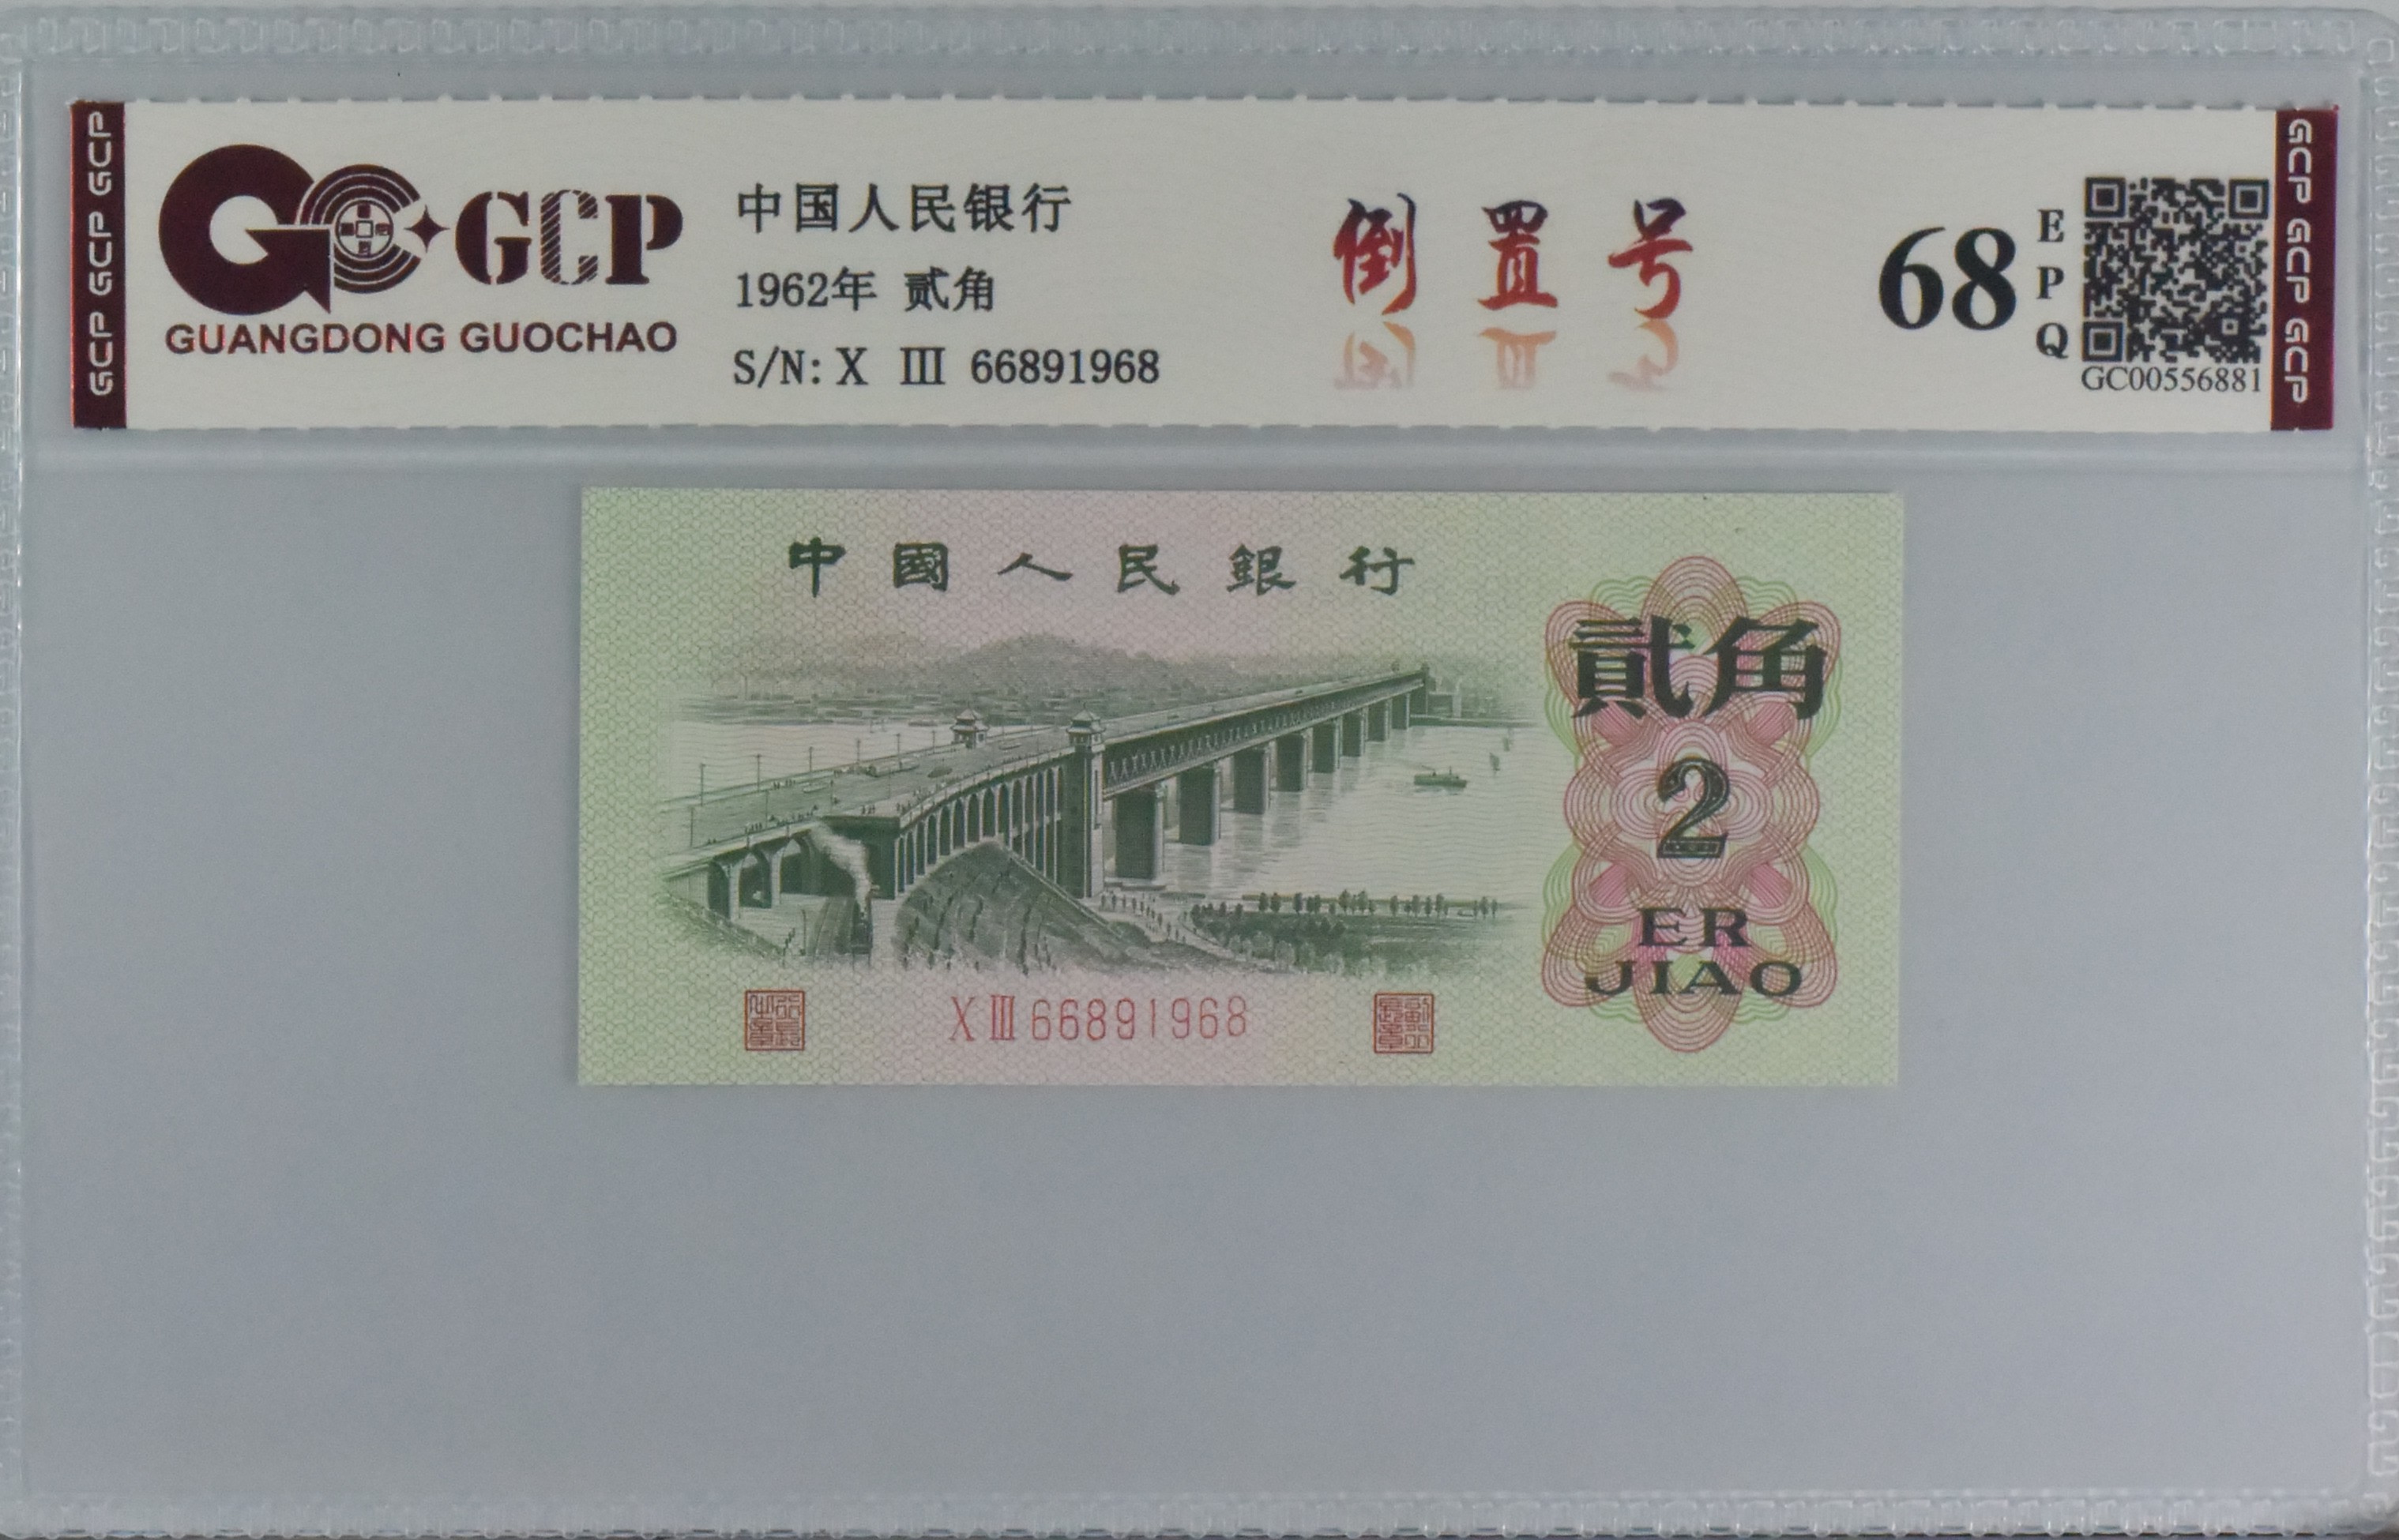 GCP GCP GCP
GCP
GUANGDONG GUOCHAO
中国人民银行
1962年 贰角
S/N: X III 66891968
倒置号
68
E
P
Q
GC00556881
GCP GCP GCP
中國人民銀行
貳角
2
ER
JIAO
X III 66891968